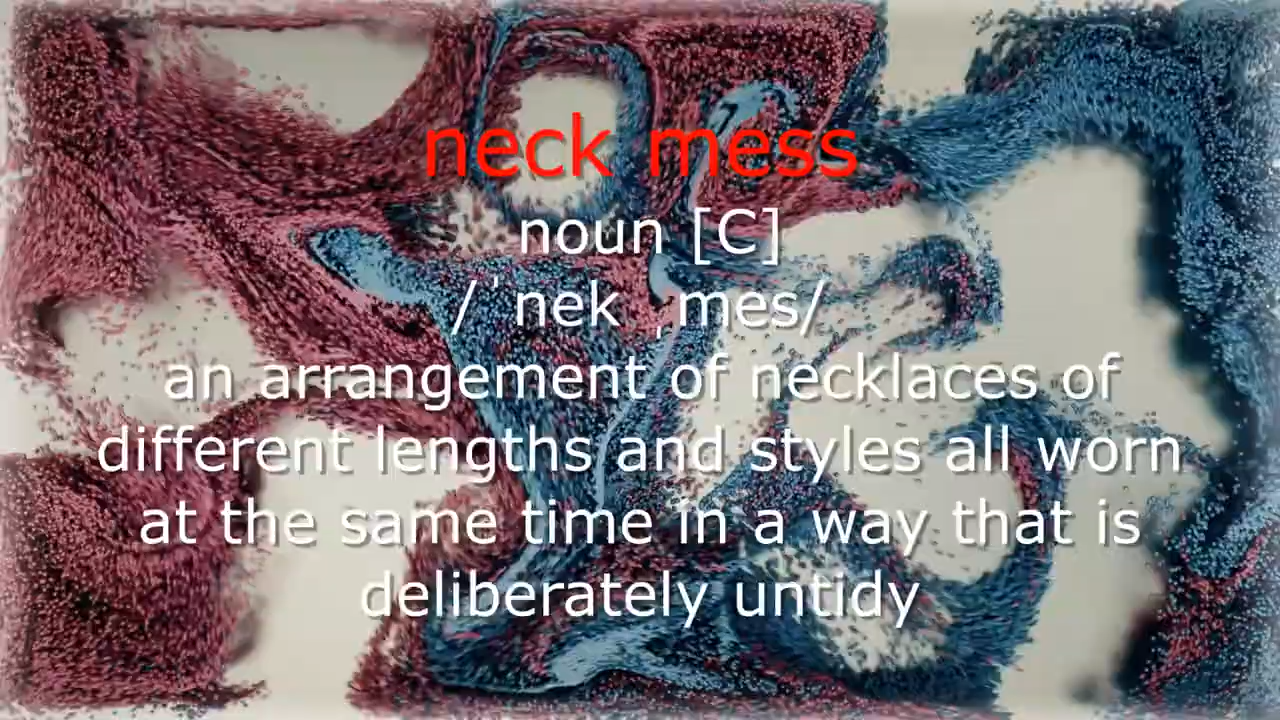 neck mess
noun [C]
/ˈnek ˌmes/
an arrangement of necklaces of
different lengths and styles all worn
at the same time in a way that is
deliberately untidy